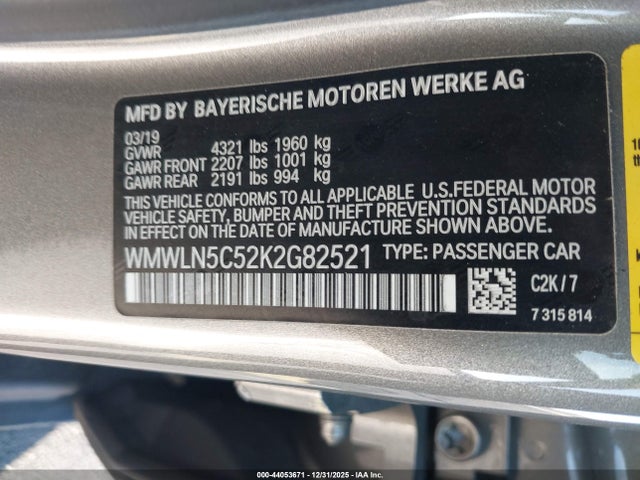 MFD BY BAYERISCHE MOTOREN WERKE AG
03/19
GVWR 4321 lbs 1960 kg
GAWR FRONT 2207 lbs 1001 kg
GAWR REAR 2191 lbs 994 kg
THIS VEHICLE CONFORMS TO ALL APPLICABLE U.S.FEDERAL MOTOR
VEHICLE SAFETY, BUMPER AND THEFT PREVENTION STANDARDS
IN EFFECT ON THE DATE OF MANUFACTURE SHOWN ABOVE.
WMWLN5C52K2G82521 TYPE: PASSENGER CAR
C2K/7
7 315 814
000-44053671 - 12/31/2025 - IAA Inc.